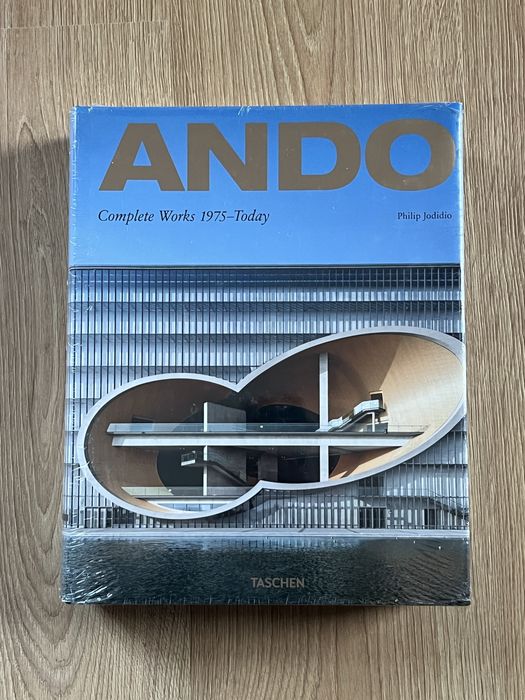 ANDO
Complete Works 1975–Today
Philip Jodidio
TASCHEN